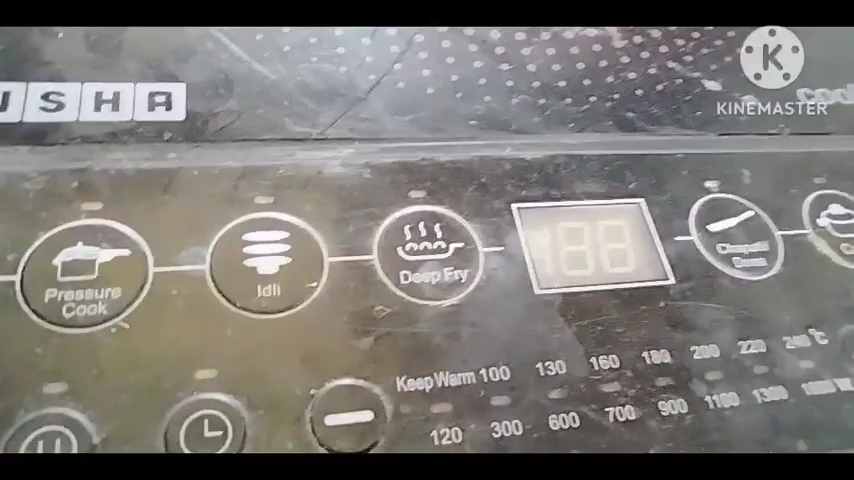 USHA
KINEMASTER
Pressure Cook
Idli
Deep Fry
188
Keep Warm 100 130 160 180 200 220 240°C
120 300 600 700 900 1100 1300